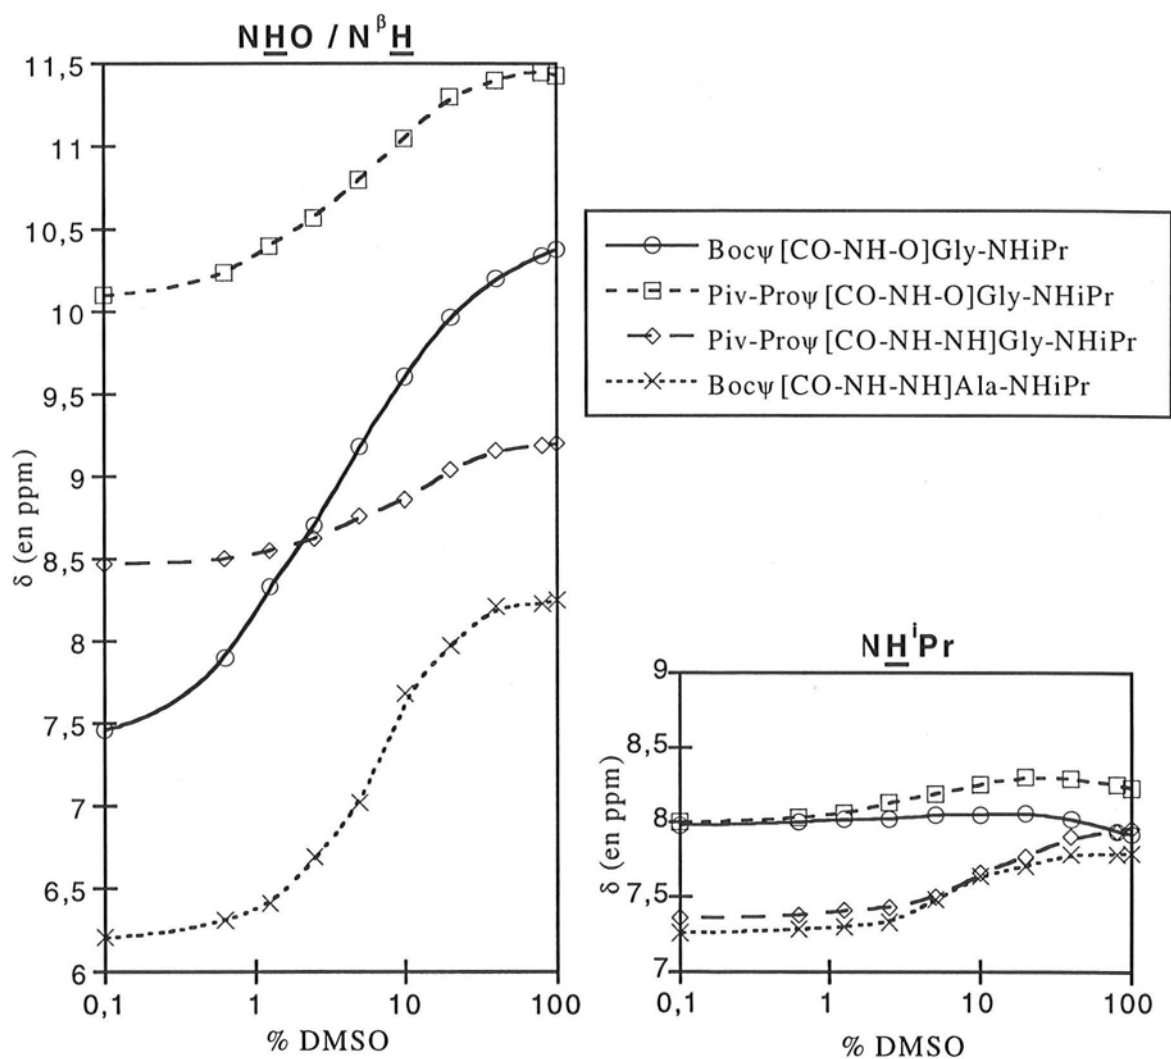 NHO / NᵝH
11,5
11
10,5
10
9,5
9
8,5
8
7,5
7
6,5
6
δ (en ppm)
0,1 1 10 100
% DMSO
Bocψ[CO-NH-O]Gly-NHiPr
Piv-Proψ[CO-NH-O]Gly-NHiPr
Piv-Proψ[CO-NH-NH]Gly-NHiPr
Bocψ[CO-NH-NH]Ala-NHiPr
NHⁱPr
9
8,5
8
7,5
7
δ (en ppm)
0,1 1 10 100
% DMSO